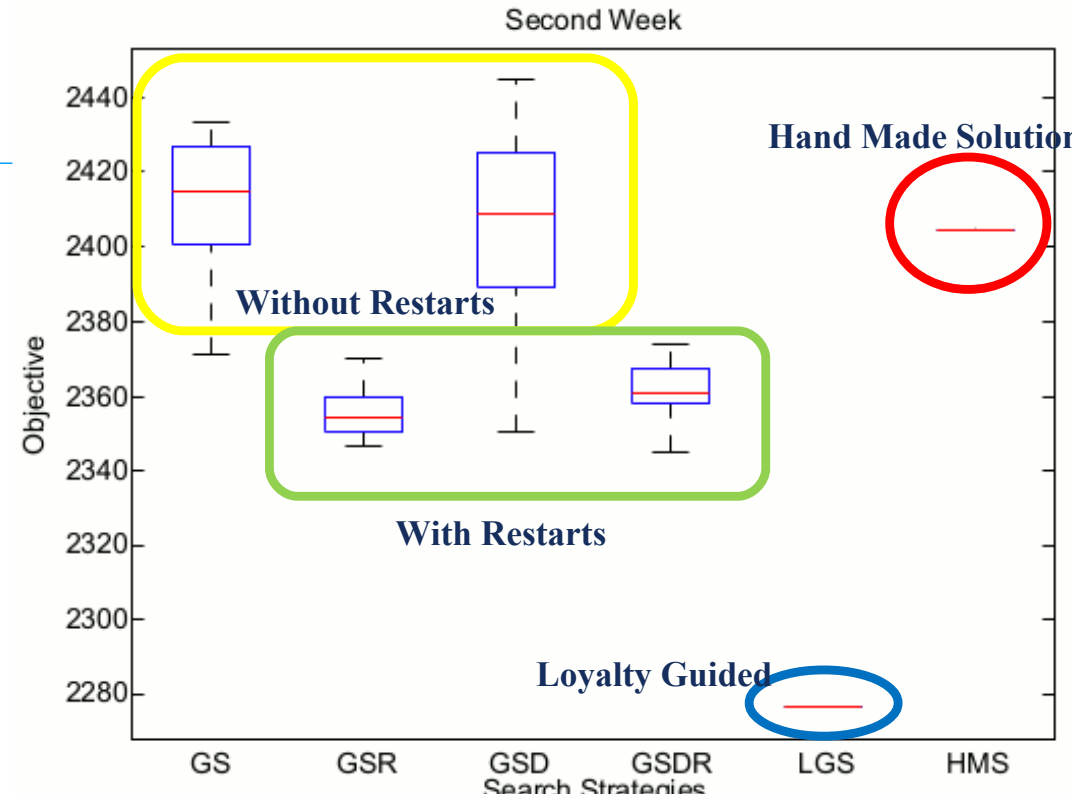 Second Week
2440
2420
2400
2380
2360
2340
2320
2300
2280
Objective
Hand Made Solution
Without Restarts
With Restarts
Loyalty Guided
GS GSR GSD GSDR LGS HMS
Search Strategies